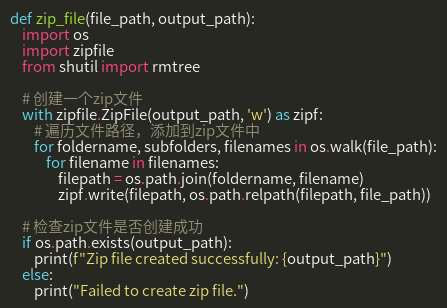 def zip_file(file_path, output_path):
    import os
    import zipfile
    from shutil import rmtree

    # 创建一个zip文件
    with zipfile.ZipFile(output_path, 'w') as zipf:
        # 遍历文件路径，添加到zip文件中
        for foldername, subfolders, filenames in os.walk(file_path):
            for filename in filenames:
                filepath = os.path.join(foldername, filename)
                zipf.write(filepath, os.path.relpath(filepath, file_path))

    # 检查zip文件是否创建成功
    if os.path.exists(output_path):
        print(f"Zip file created successfully: {output_path}")
    else:
        print("Failed to create zip file.")